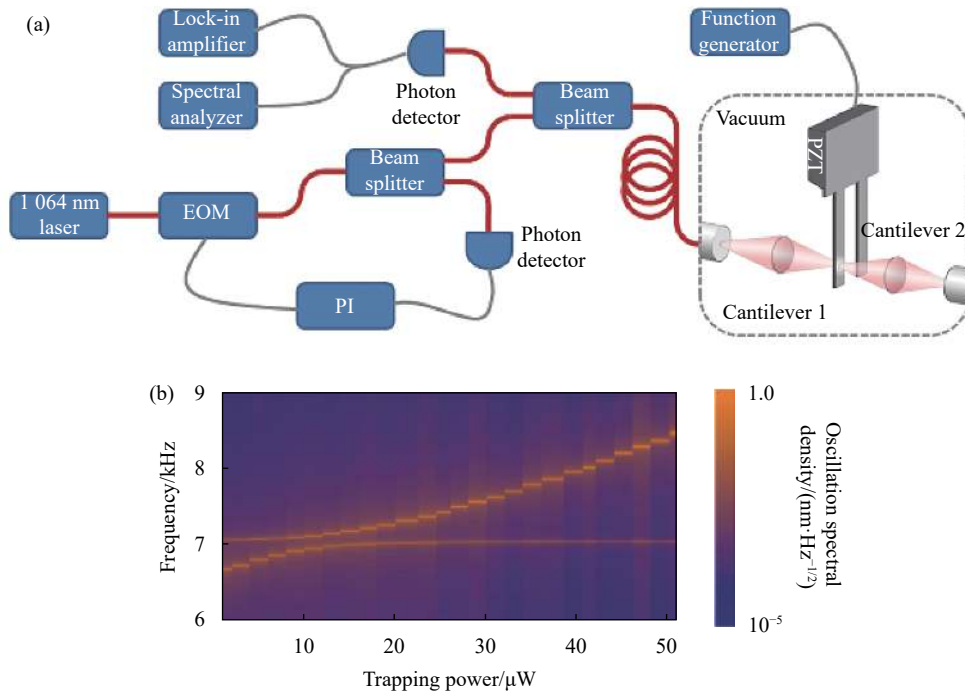 (a)
Lock-in
amplifier
Spectral
analyzer
Photon
detector
Beam
splitter
Function
generator
Vacuum
PZT
Beam
splitter
1 064 nm
laser
EOM
Photon
detector
Cantilever 2
PI
Cantilever 1
(b)
9
8
7
6
Frequency/kHz
10
20
30
40
50
Trapping power/μW
1.0
10⁻⁵
Oscillation spectral
density/(nm·Hz⁻¹/²)